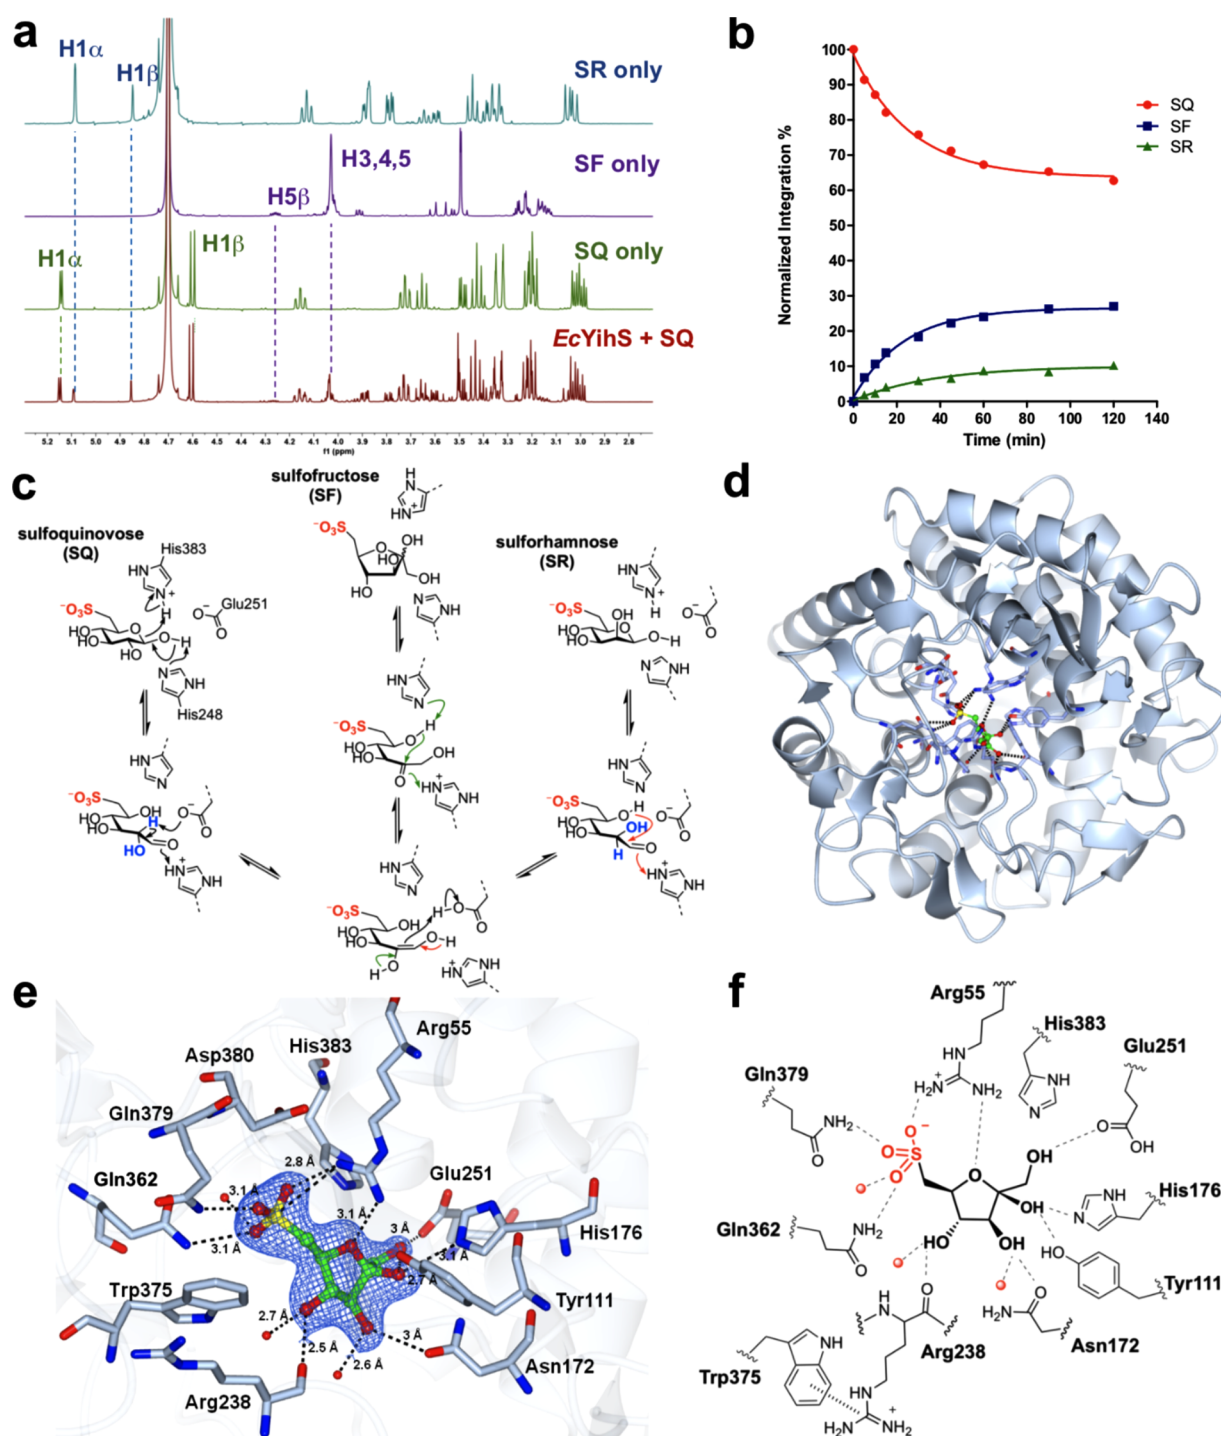 a
H1α
H1β
SR only
H3,4,5
SF only
H5β
H1α
H1β
SQ only
EcYihS + SQ
5.2 5.1 5.0 4.9 4.8 4.7 4.6 4.5 4.4 4.3 4.2 4.1 4.0 3.9 3.8 3.7 3.6 3.5 3.4 3.3 3.2 3.1 3.0 2.9 2.8
f1 (ppm)
b
Normalized Integration %
100
90
80
70
60
50
40
30
20
10
0
0 20 40 60 80 100 120 140
Time (min)
SQ
SF
SR
c
sulfoquinovose
(SQ)
His383
Glu251
His248
sulfofructose
(SF)
sulforhamnose
(SR)
d
e
Arg55
His383
Asp380
Gln379
Gln362
Glu251
His176
Trp375
Tyr111
Asn172
Arg238
2.8 Å
3.1 Å
3.1 Å
3.1 Å
3 Å
3.1 Å
2.7 Å
2.7 Å
2.5 Å
3 Å
2.6 Å
f
Arg55
His383
Glu251
Gln379
His176
Gln362
Tyr111
Arg238
Asn172
Trp375